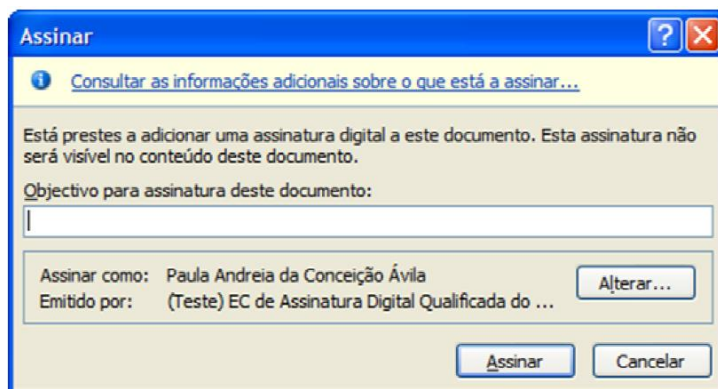 Assinar
?
Consultar as informações adicionais sobre o que está a assinar...
Está prestes a adicionar uma assinatura digital a este documento. Esta assinatura não
será visível no conteúdo deste documento.
Objectivo para assinatura deste documento:
Assinar como: Paula Andreia da Conceição Ávila
Alterar...
Emitido por: (Teste) EC de Assinatura Digital Qualificada do ...
Assinar
Cancelar